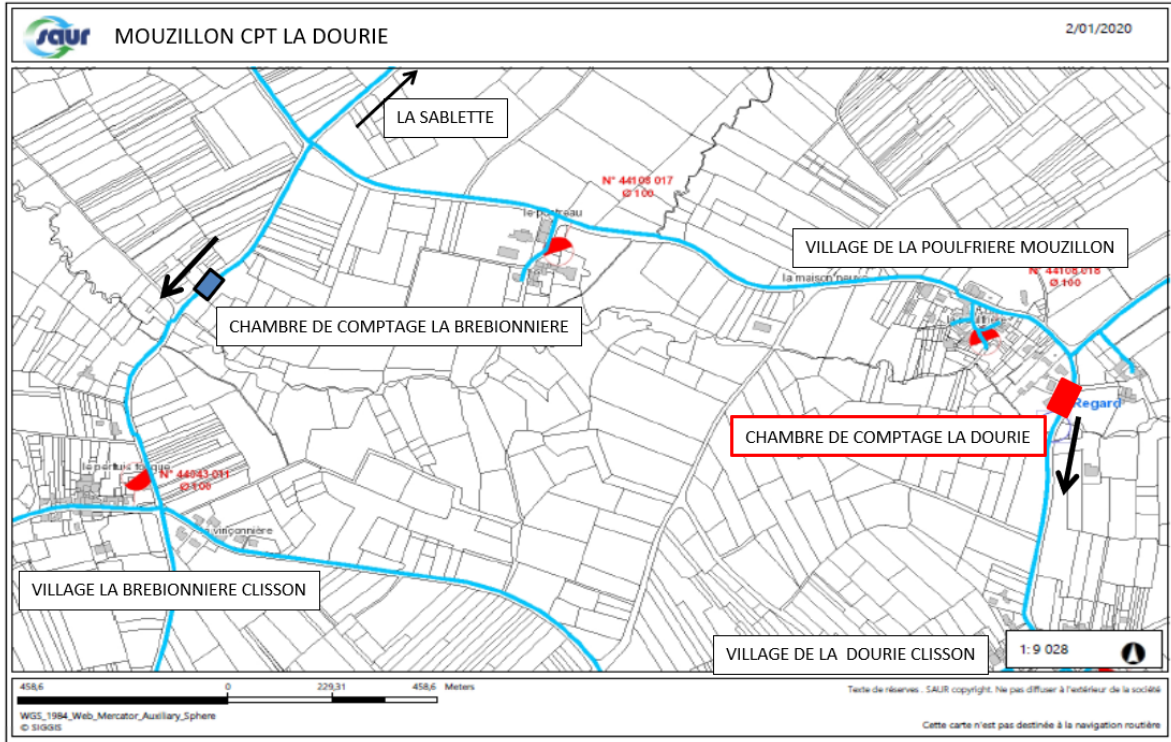 saur
MOUZILLON CPT LA DOURIE
2/01/2020
LA SABLETTE
N° 44108 017
Ø 100
le portreau
VILLAGE DE LA POULFRIERE MOUZILLON
la maison neuve
N° 44108 018
Ø 100
CHAMBRE DE COMPTAGE LA BREBIONNIERE
Regard
CHAMBRE DE COMPTAGE LA DOURIE
N° 44043 011
Ø 100
vinçonnière
VILLAGE LA BREBIONNIERE CLISSON
VILLAGE DE LA DOURIE CLISSON
1: 9 028
458,6 0 229,31 458,6 Meters
WGS_1984_Web_Mercator_Auxiliary_Sphere
© SIGGIS
Texte de réserves . SAUR copyright. Ne pas diffuser à l'extérieur de la société
Cette carte n'est pas destinée à la navigation routière